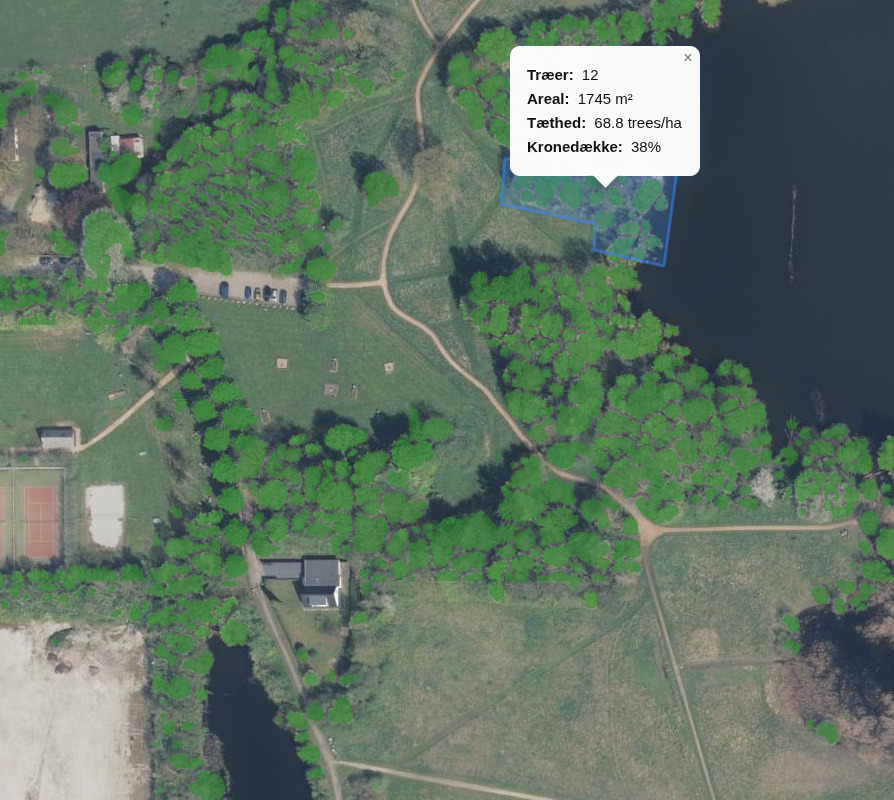 ×
Træer: 12
Areal: 1745 m²
Tæthed: 68.8 trees/ha
Kronedække: 38%